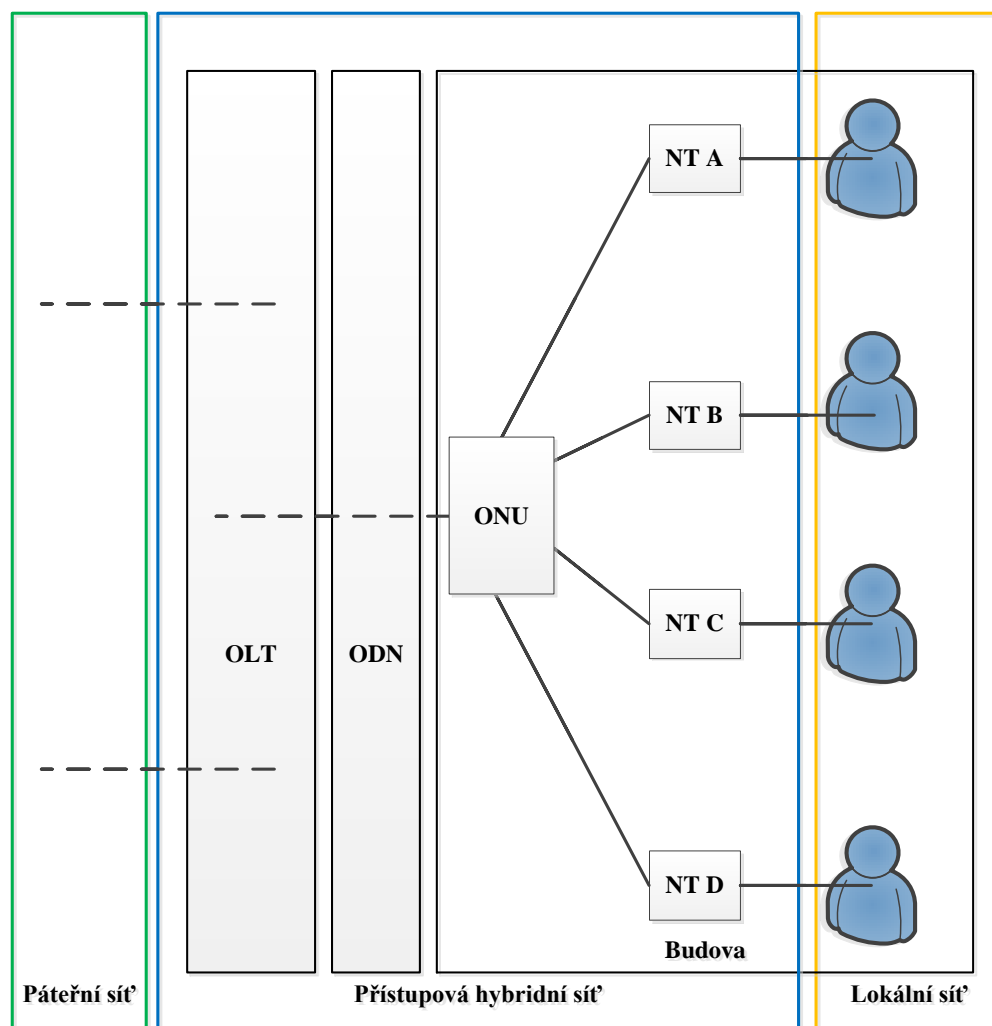 NT A
NT B
ONU
NT C
OLT
ODN
NT D
Budova
Páteřní síť
Přístupová hybridní síť
Lokální síť